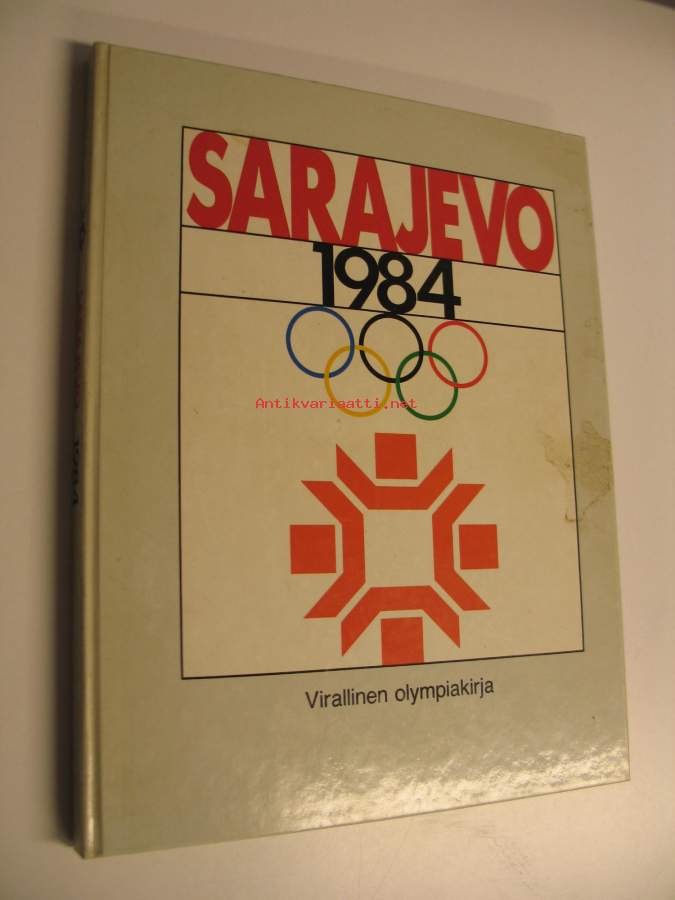 SARAJEVO
1984
Antikvariaatti.net
Virallinen olympiakirja